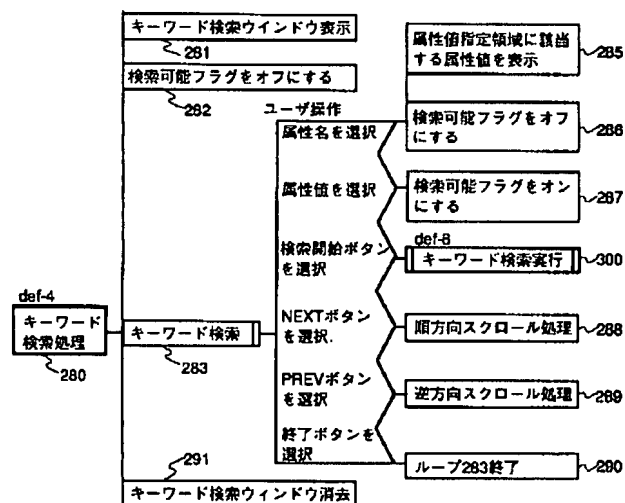 キーワード検索ウインドウ表示
281
検索可能フラグをオフにする
282
ユーザ操作
属性名を選択
属性値指定領域に該当
する属性値を表示
285
検索可能フラグをオフ
にする
286
属性値を選択
検索可能フラグをオン
にする
287
検索開始ボタン
を選択
def-8
キーワード検索実行
300
def-4
キーワード
検索処理
280
キーワード検索
283
NEXTボタン
を選択.
順方向スクロール処理
288
PREVボタン
を選択
逆方向スクロール処理
289
終了ボタンを
選択
ループ283終了
290
291
キーワード検索ウィンドウ消去